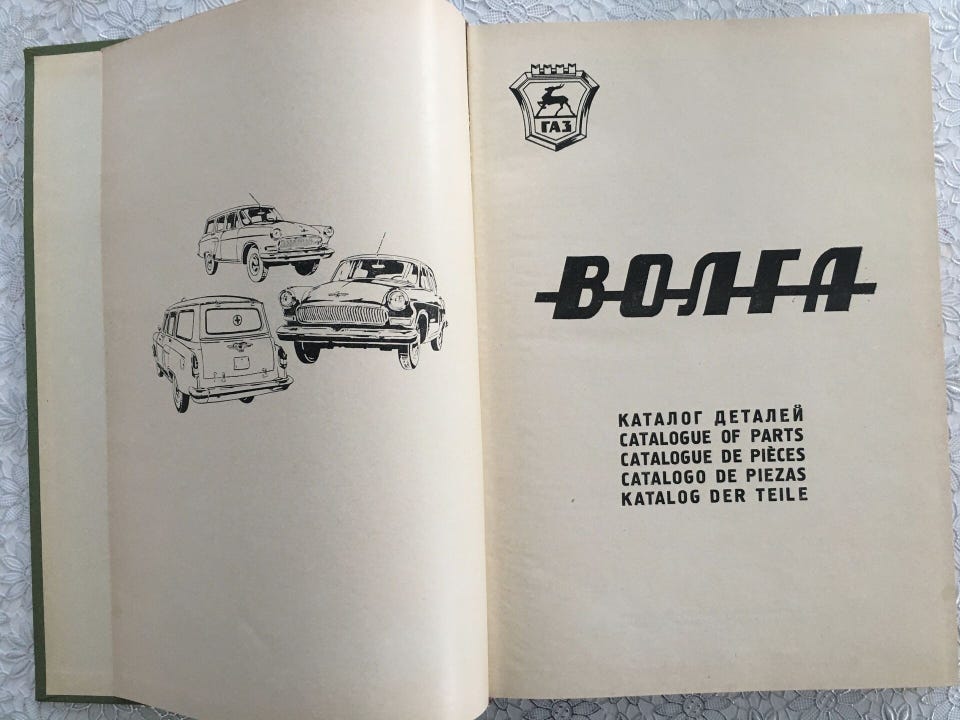 ГАЗ
ВОЛГА
КАТАЛОГ ДЕТАЛЕЙ
CATALOGUE OF PARTS
CATALOGUE DE PIÈCES
CATALOGO DE PIEZAS
KATALOG DER TEILE